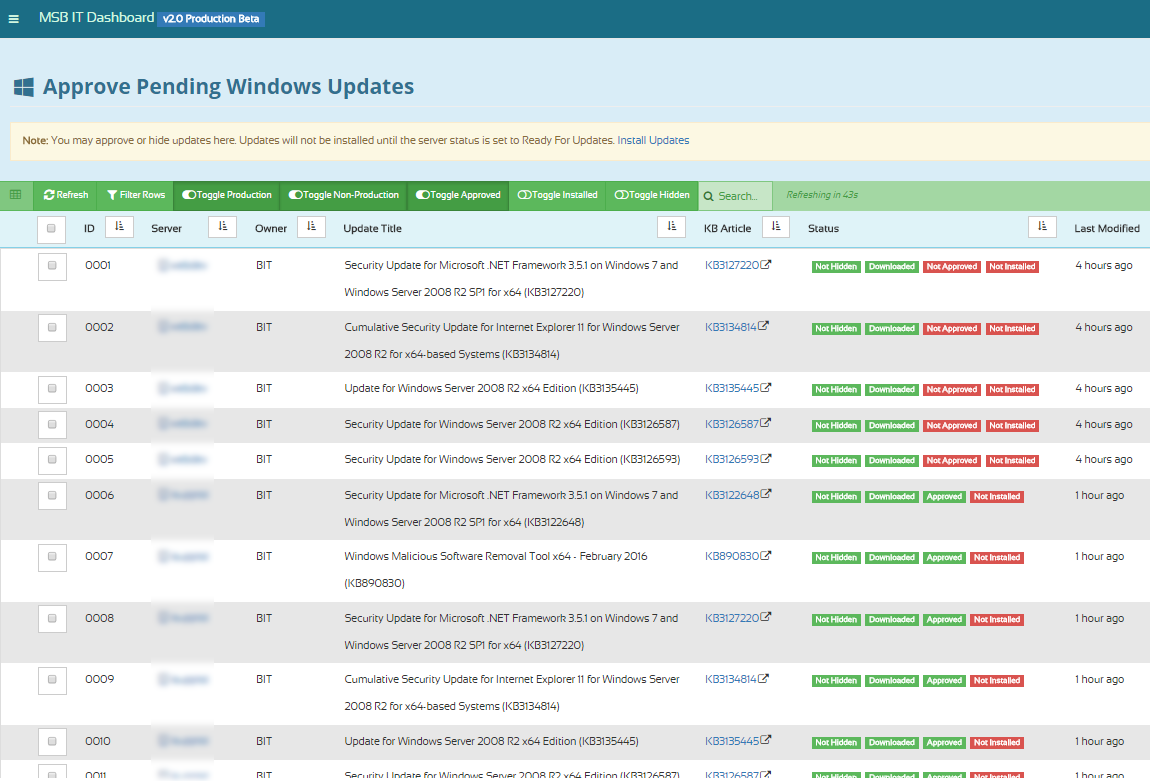 MSB IT Dashboard v2.0 Production Beta
Approve Pending Windows Updates
Note: You may approve or hide updates here. Updates will not be installed until the server status is set to Ready For Updates. Install Updates
Refresh Filter Rows Toggle Production Toggle Non-Production Toggle Approved Toggle Installed Toggle Hidden Search... Refreshing in 43s
ID Server Owner Update Title KB Article Status Last Modified
0001 BIT Security Update for Microsoft .NET Framework 3.5.1 on Windows 7 and KB3127220 Not Hidden Downloaded Not Approved Not Installed 4 hours ago
Windows Server 2008 R2 SP1 for x64 (KB3127220)
0002 BIT Cumulative Security Update for Internet Explorer 11 for Windows Server KB3134814 Not Hidden Downloaded Not Approved Not Installed 4 hours ago
2008 R2 for x64-based Systems (KB3134814)
0003 BIT Update for Windows Server 2008 R2 x64 Edition (KB3135445) KB3135445 Not Hidden Downloaded Not Approved Not Installed 4 hours ago
0004 BIT Security Update for Windows Server 2008 R2 x64 Edition (KB3126587) KB3126587 Not Hidden Downloaded Not Approved Not Installed 4 hours ago
0005 BIT Security Update for Windows Server 2008 R2 x64 Edition (KB3126593) KB3126593 Not Hidden Downloaded Not Approved Not Installed 4 hours ago
0006 BIT Security Update for Microsoft .NET Framework 3.5.1 on Windows 7 and KB3122648 Not Hidden Downloaded Approved Not Installed 1 hour ago
Windows Server 2008 R2 SP1 for x64 (KB3122648)
0007 BIT Windows Malicious Software Removal Tool x64 - February 2016 KB890830 Not Hidden Downloaded Approved Not Installed 1 hour ago
(KB890830)
0008 BIT Security Update for Microsoft .NET Framework 3.5.1 on Windows 7 and KB3127220 Not Hidden Downloaded Approved Not Installed 1 hour ago
Windows Server 2008 R2 SP1 for x64 (KB3127220)
0009 BIT Cumulative Security Update for Internet Explorer 11 for Windows Server KB3134814 Not Hidden Downloaded Approved Not Installed 1 hour ago
2008 R2 for x64-based Systems (KB3134814)
0010 BIT Update for Windows Server 2008 R2 x64 Edition (KB3135445) KB3135445 Not Hidden Downloaded Approved Not Installed 1 hour ago
0011 BIT Security Update for Windows Server 2008 R2 x64 Edition (KB3126587) KB3126587 Not Hidden Downloaded Approved Not Installed 1 hour ago